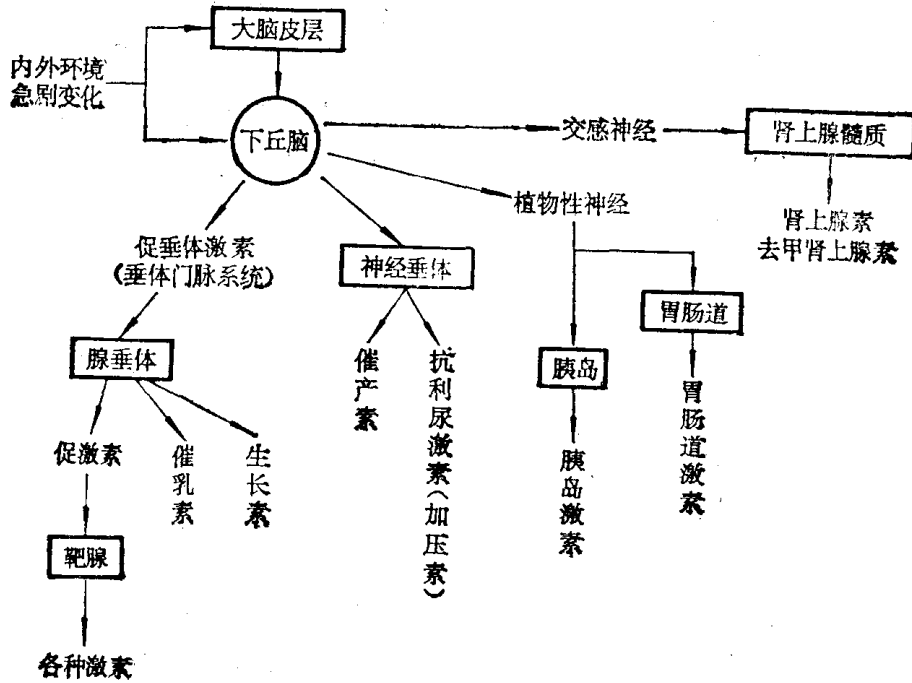 大脑皮层
内外环境
急剧变化
下丘脑
交感神经
肾上腺髓质
植物性神经
肾上腺素
去甲肾上腺素
促垂体激素
(垂体门脉系统)
神经垂体
胃肠道
腺垂体
催产素
抗利尿激素(加压素)
胰岛
胃肠道激素
促激素
催乳素
生长素
胰岛激素
靶腺
各种激素